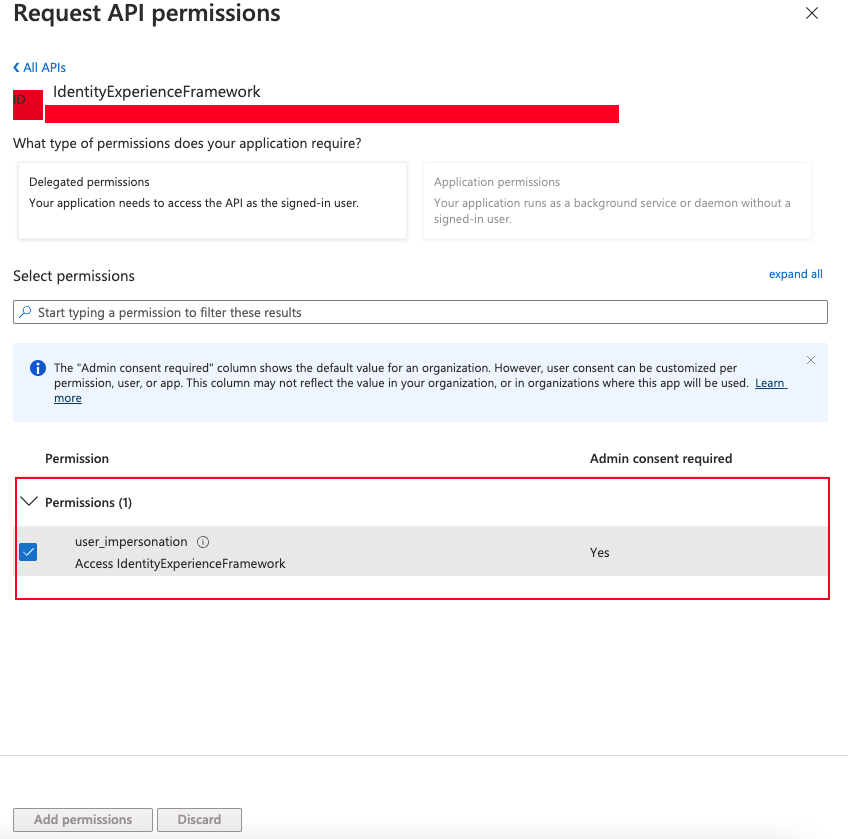 Request API permissions
All APIs
ID
IdentityExperienceFramework
What type of permissions does your application require?
Delegated permissions
Your application needs to access the API as the signed-in user.
Application permissions
Your application runs as a background service or daemon without a
signed-in user.
Select permissions
expand all
Start typing a permission to filter these results
The "Admin consent required" column shows the default value for an organization. However, user consent can be customized per
permission, user, or app. This column may not reflect the value in your organization, or in organizations where this app will be used. Learn
more
Permission
Admin consent required
Permissions (1)
user_impersonation
Access IdentityExperienceFramework
Yes
Add permissions
Discard